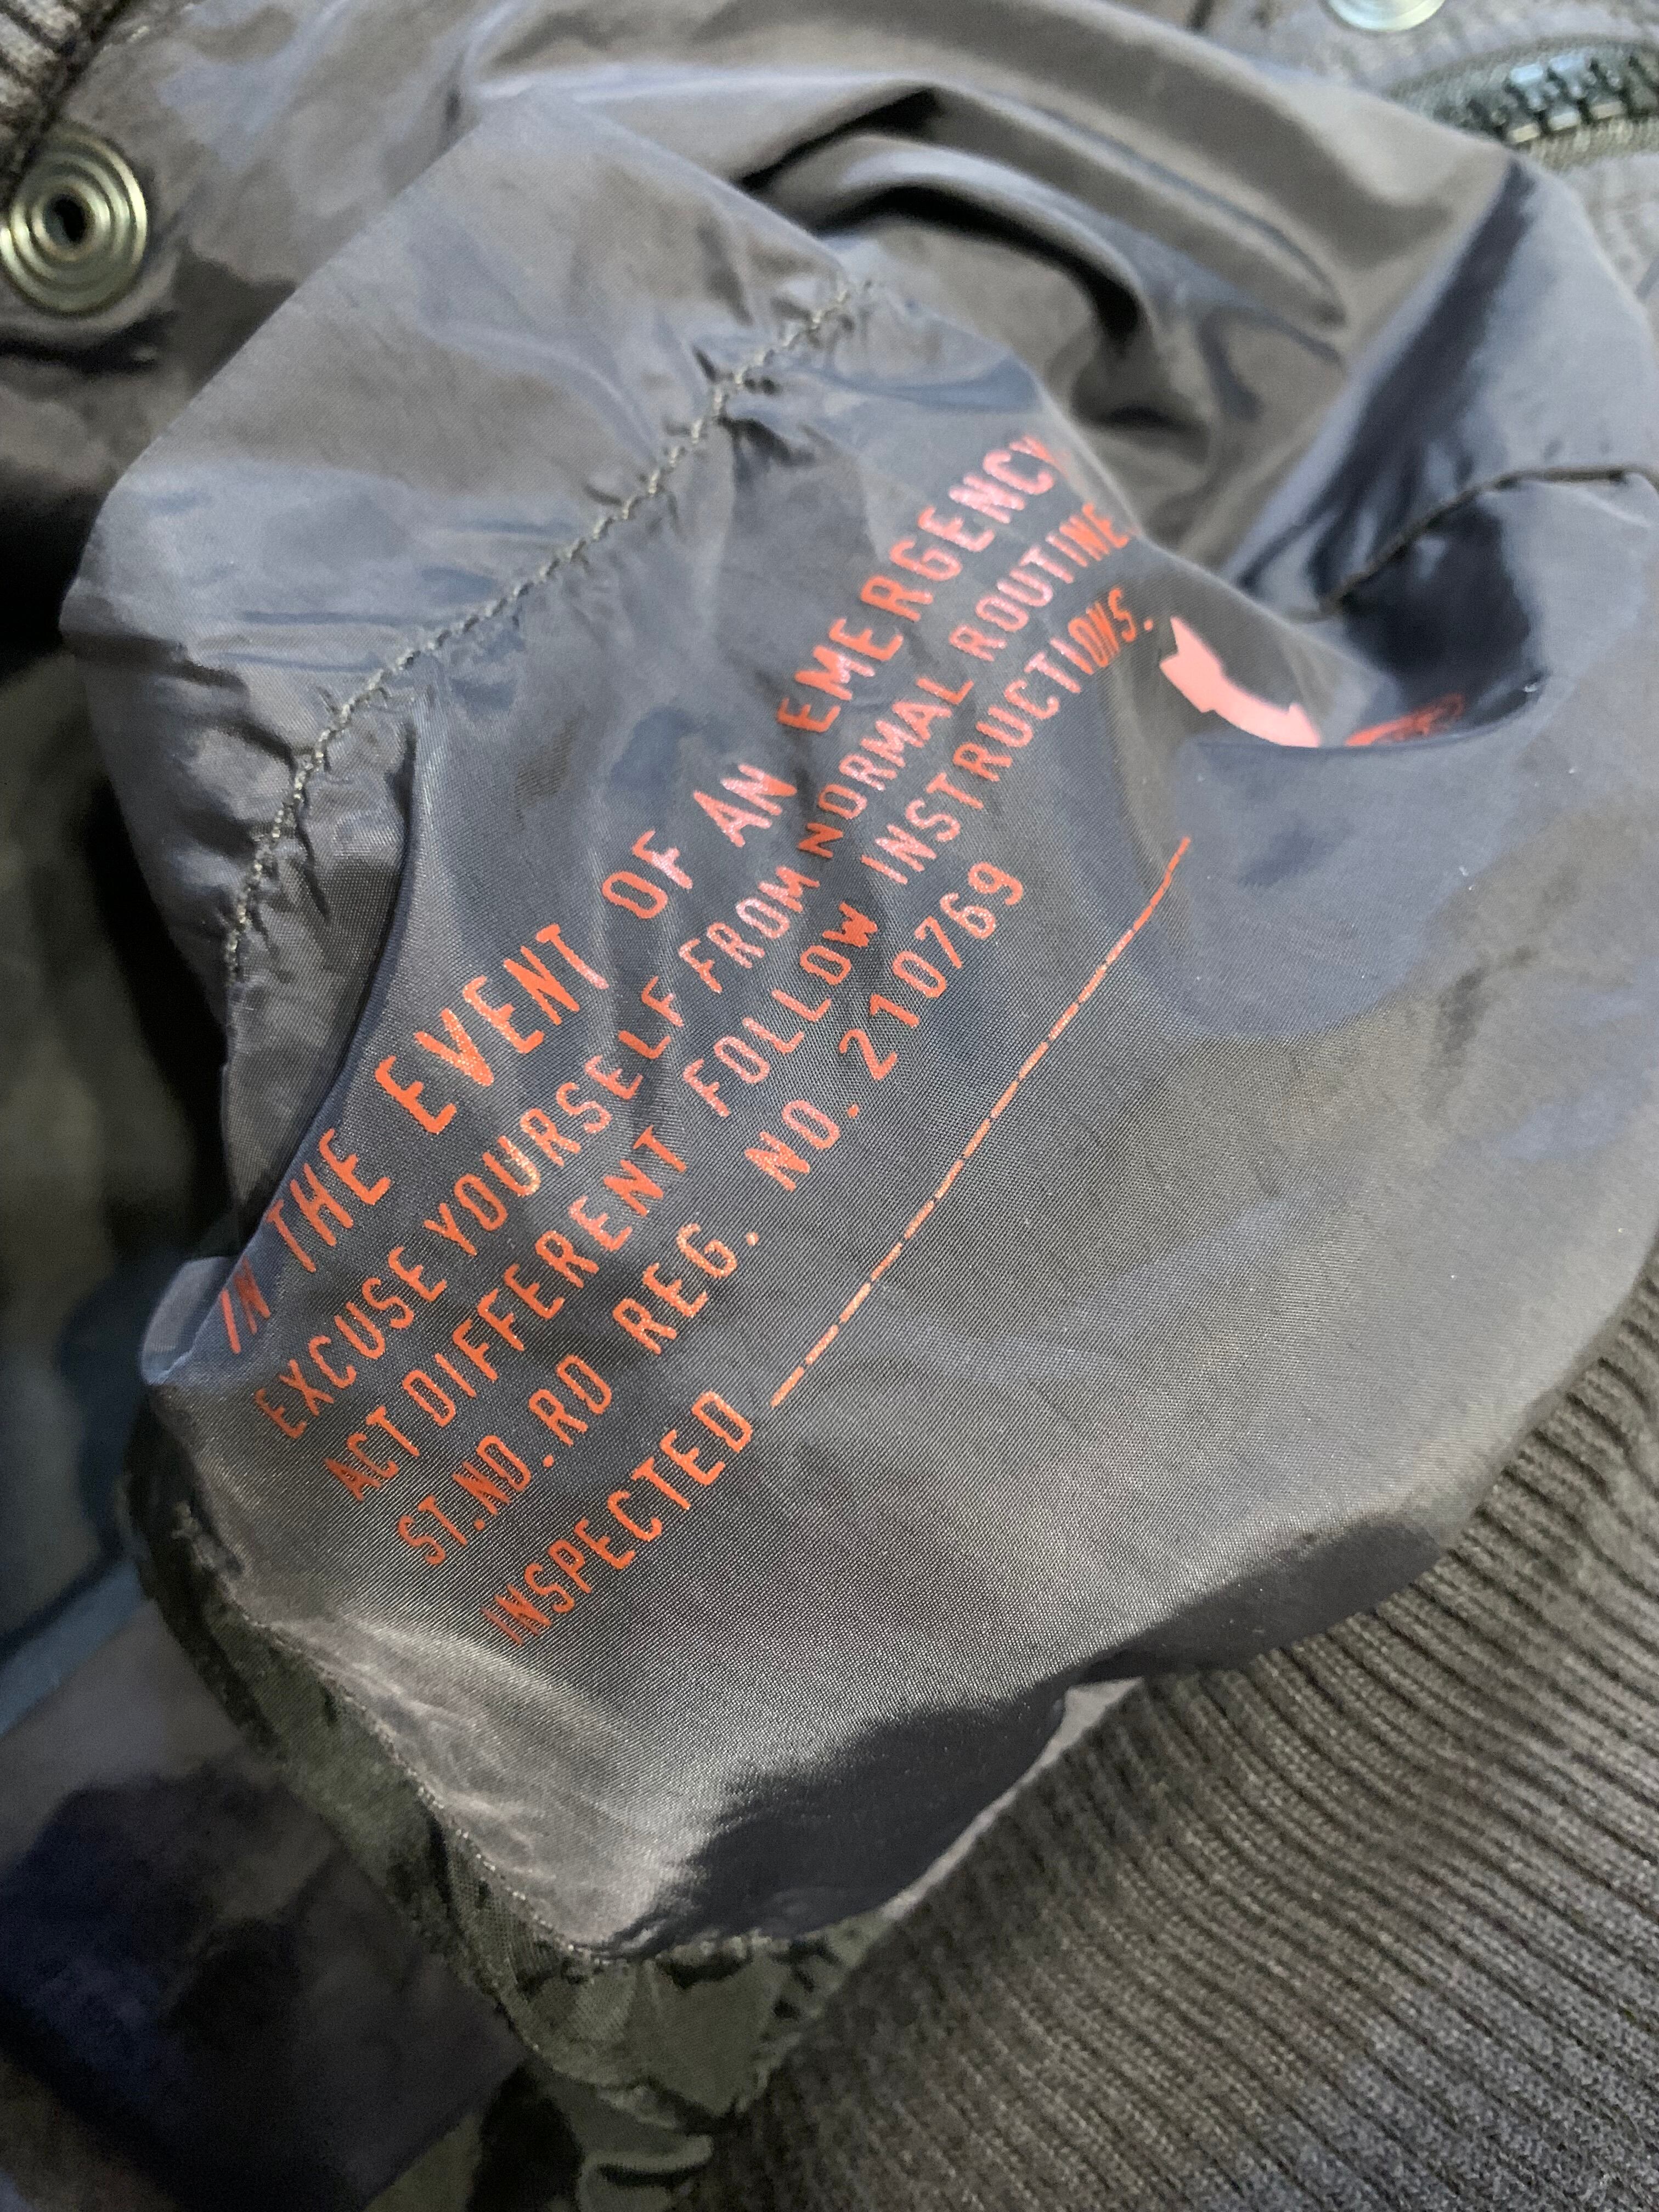 IN THE EVENT OF AN EMERGENCY
EXCUSE YOURSELF FROM NORMAL ROUTINE
ACT DIFFERENT FOLLOW INSTRUCTIONS.
ST.ND.RD REG. NO. 210769
INSPECTED